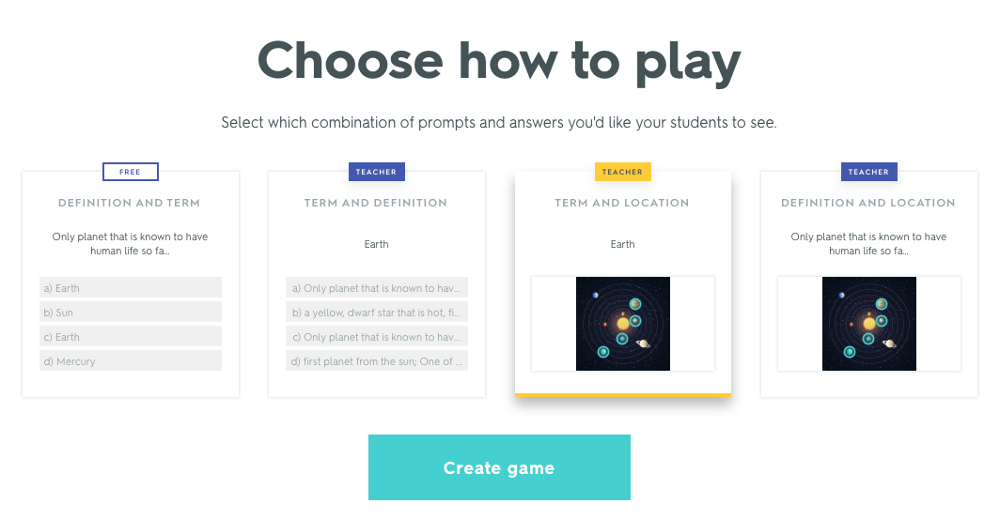 Choose how to play
Select which combination of prompts and answers you'd like your students to see.
FREE
DEFINITION AND TERM
Only planet that is known to have
human life so fa...
a) Earth
b) Sun
c) Earth
d) Mercury
TEACHER
TERM AND DEFINITION
Earth
a) Only planet that is known to hav...
b) a yellow, dwarf star that is hot, fi...
c) Only planet that is known to hav...
d) first planet from the sun; One of ...
TEACHER
TERM AND LOCATION
Earth
TEACHER
DEFINITION AND LOCATION
Only planet that is known to have
human life so fa...
Create game